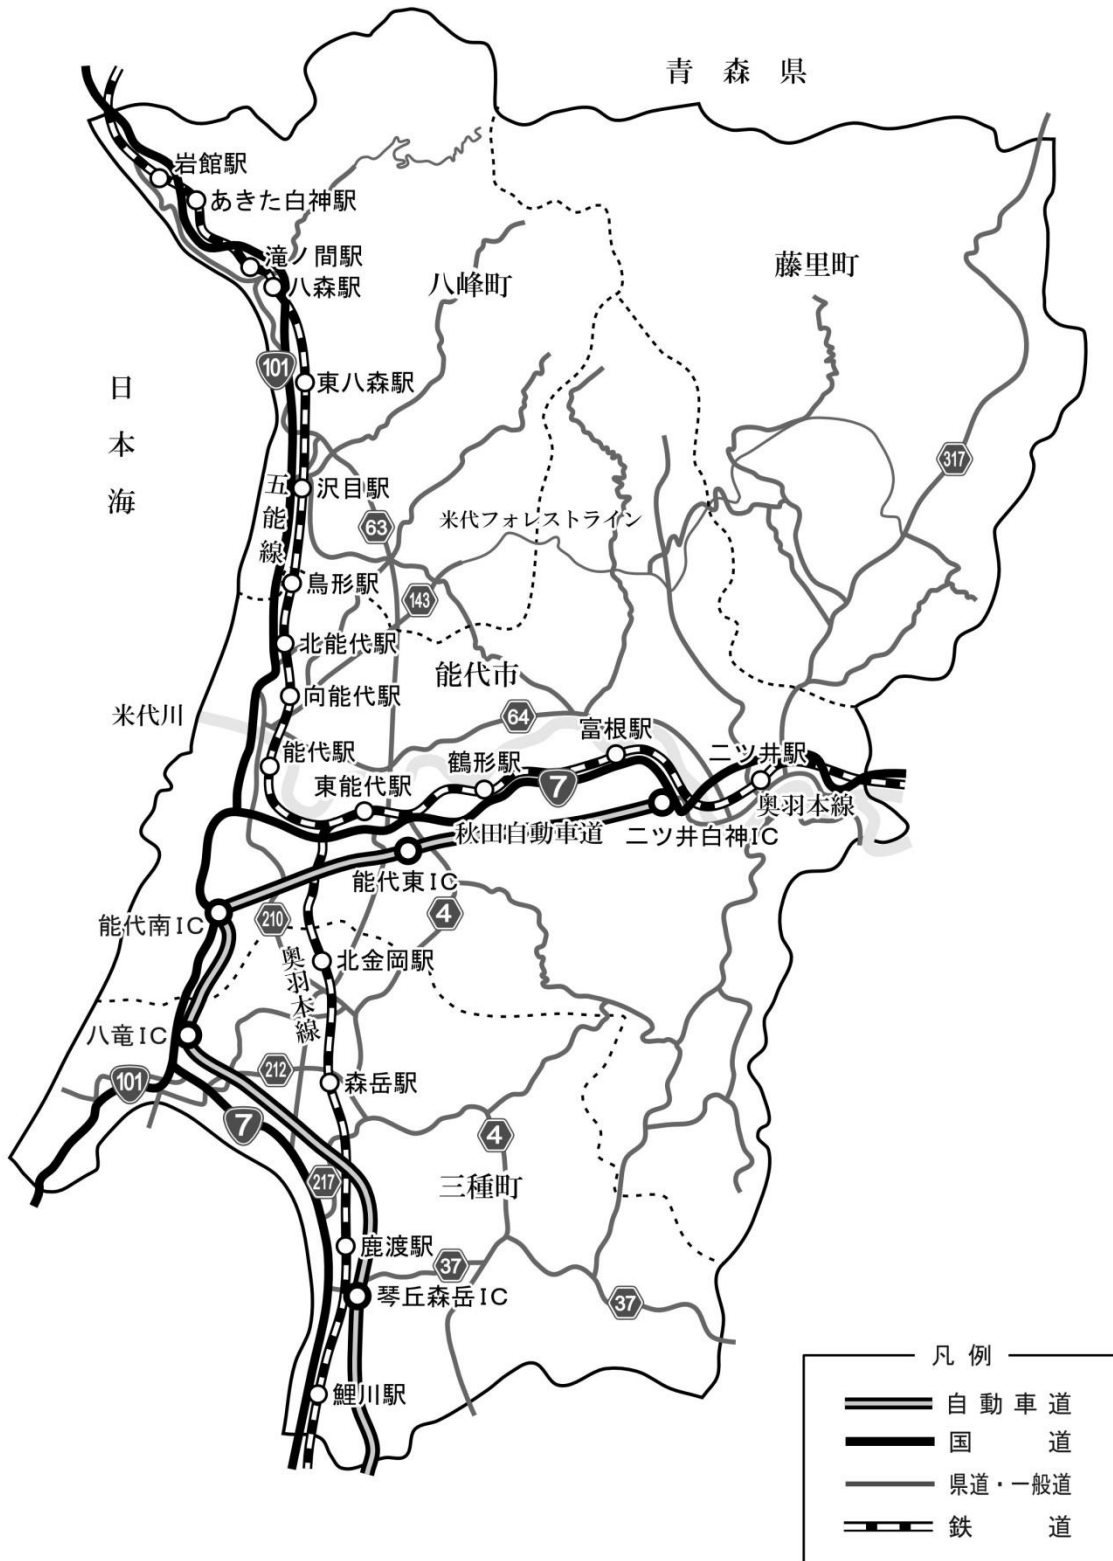 青森県
岩館駅
あきた白神駅
滝ノ間駅
八森駅
八峰町
藤里町
101
東八森駅
日本海
317
沢目駅
五能線
63
米代フォレストライン
鳥形駅
143
北能代駅
能代市
向能代駅
米代川
64
富根駅
能代駅
鶴形駅
二ツ井駅
東能代駅
7
奥羽本線
秋田自動車道
二ツ井白神IC
能代東IC
4
210
能代南IC
北金岡駅
奥羽本線
八竜IC
212
101
森岳駅
7
4
217
三種町
鹿渡駅
37
琴丘森岳IC
37
鯉川駅
凡例
自動車道
国道
県道・一般道
鉄道